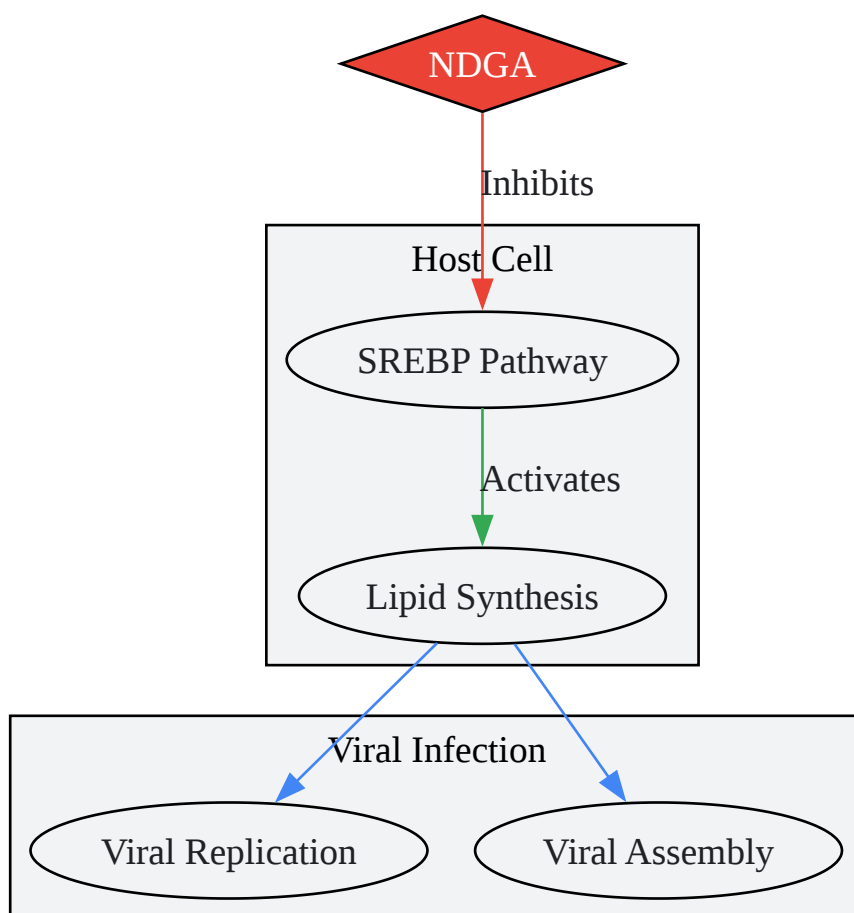 NDGA
Inhibits
Host Cell
SREBP Pathway
Activates
Lipid Synthesis
Viral Infection
Viral Replication
Viral Assembly